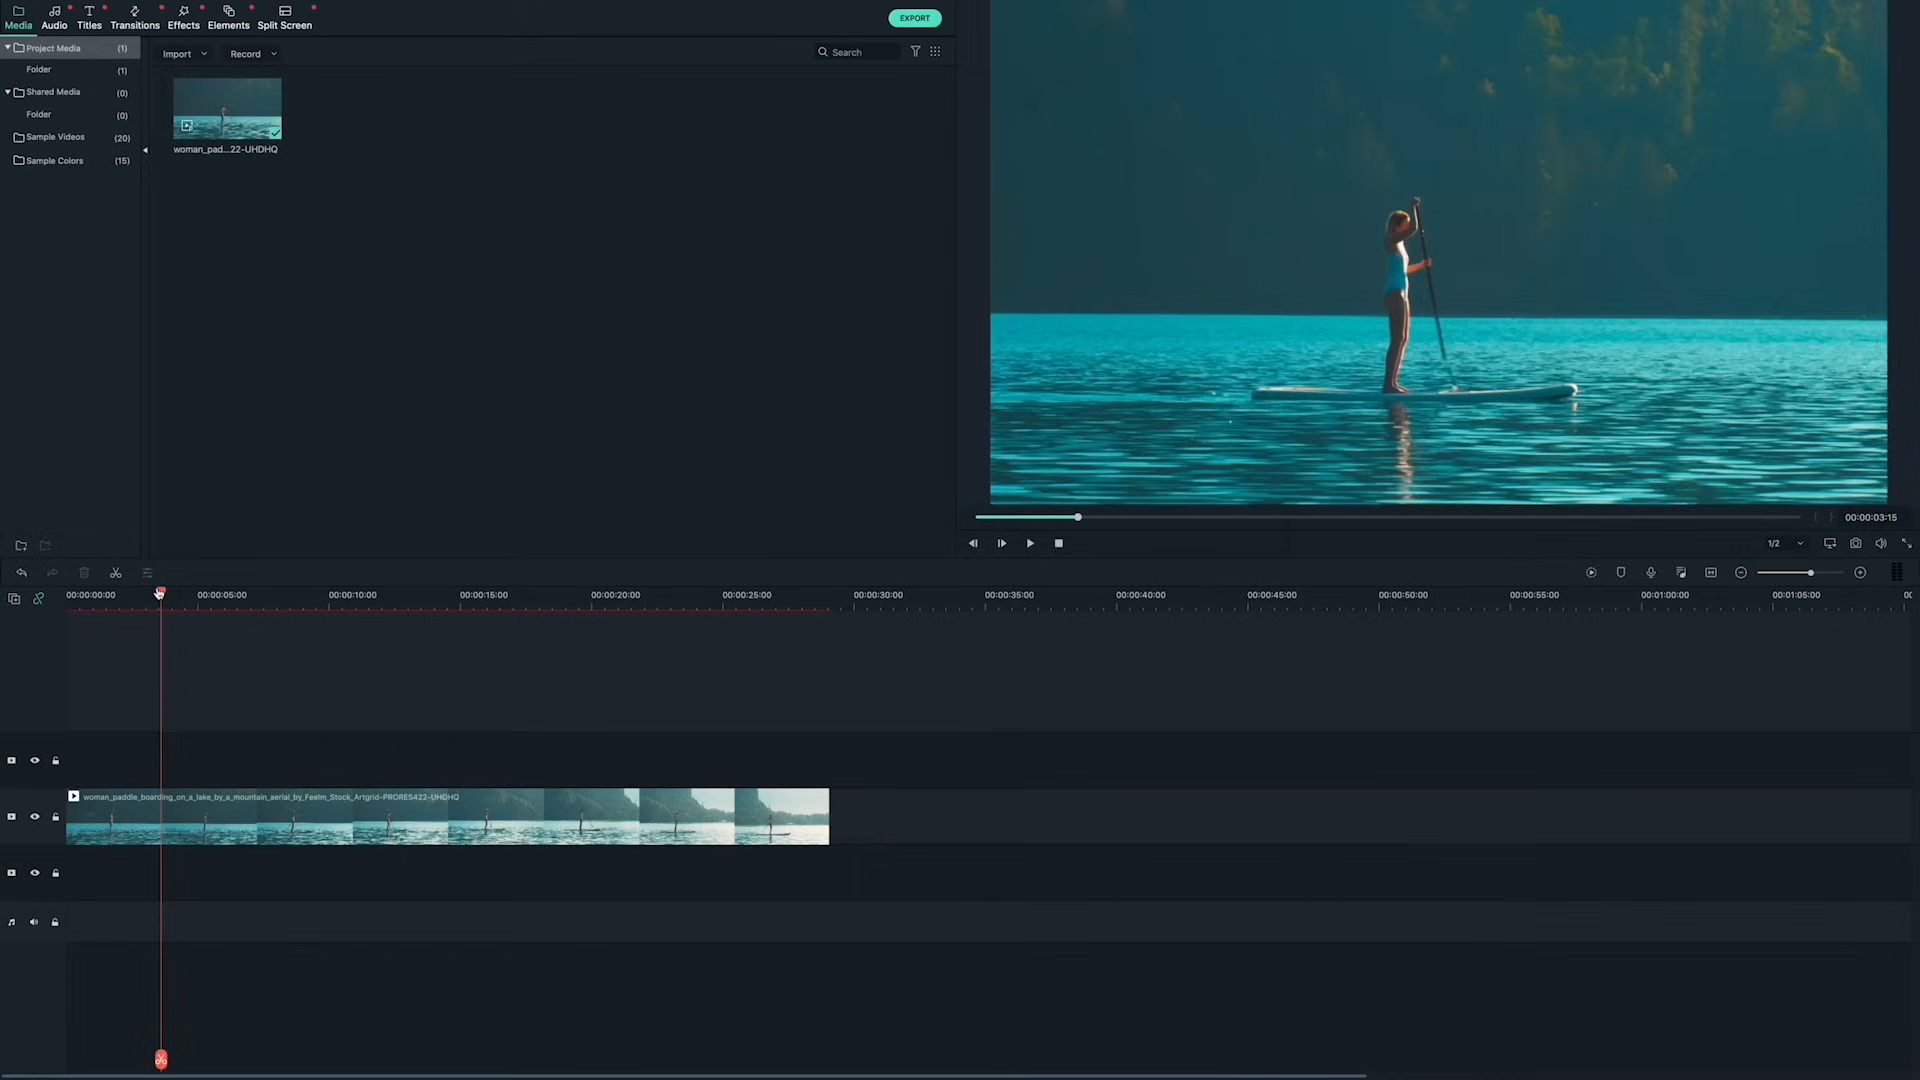 Media Audio Titles Transitions Effects Elements Split Screen
EXPORT
Project Media (1)
Folder (1)
Shared Media (0)
Folder (0)
Sample Videos (20)
Sample Colors (15)
Import Record Search
woman_pad...22-UHDHQ
00:00:03:15
1/2
00:00:00:00 00:00:05:00 00:00:10:00 00:00:15:00 00:00:20:00 00:00:25:00 00:00:30:00 00:00:35:00 00:00:40:00 00:00:45:00 00:00:50:00 00:00:55:00 00:01:00:00 00:01:05:00 00
woman_paddle_boarding_on_a_lake_by_a_mountain_aerial_by_Feelm_Stock_Artgrid-PRORES422-UHDHQ